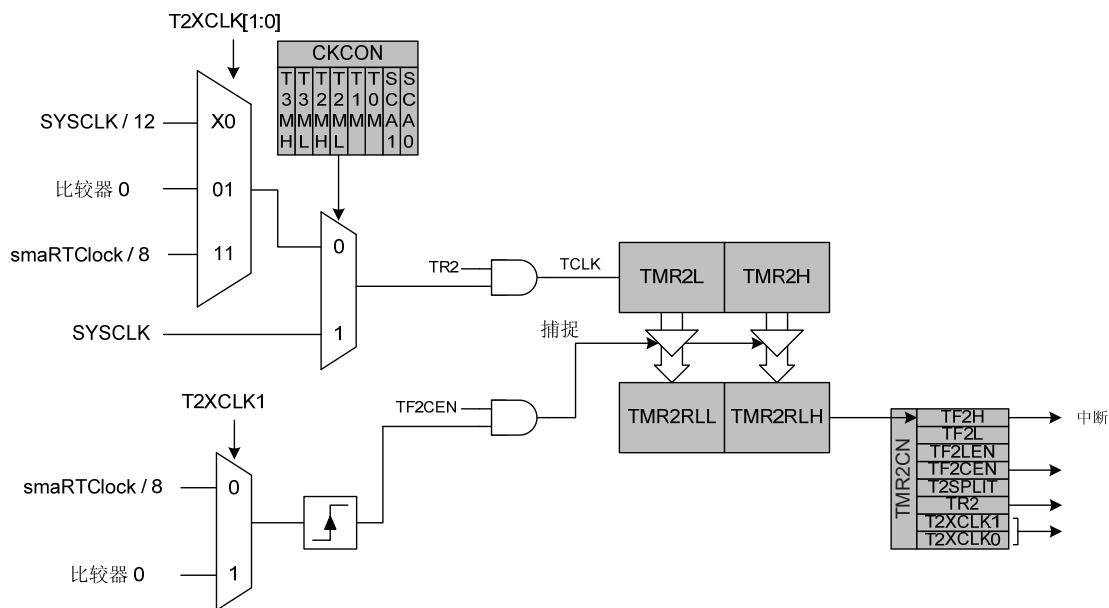 T2XCLK[1:0]
CKCON
T3MH T3ML T2MH T2ML T1M T0M SCA1 SCA0
SYSCLK / 12
X0
比较器 0
01
smaRTClock / 8
11
0
SYSCLK
1
TR2
TCLK
TMR2L
TMR2H
捕捉
TMR2RLL
TMR2RLH
T2XCLK1
TF2CEN
smaRTClock / 8
0
比较器 0
1
TMR2CN
TF2H
TF2L
TF2LEN
TF2CEN
T2SPLIT
TR2
T2XCLK1
T2XCLK0
中断